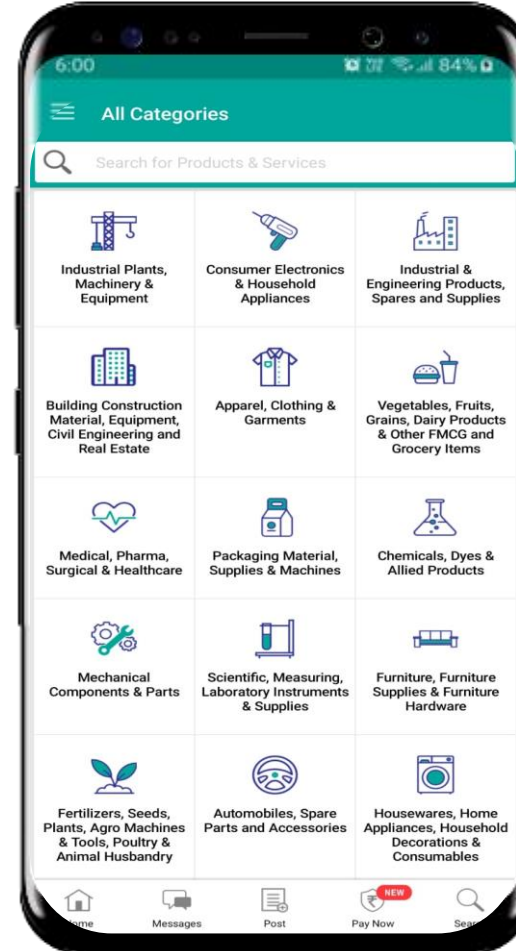 6:00
84%
All Categories
Search for Products & Services
Industrial Plants,
Machinery &
Equipment
Consumer Electronics
& Household
Appliances
Industrial &
Engineering Products,
Spares and Supplies
Building Construction
Material, Equipment,
Civil Engineering and
Real Estate
Apparel, Clothing &
Garments
Vegetables, Fruits,
Grains, Dairy Products
& Other FMCG and
Grocery Items
Medical, Pharma,
Surgical & Healthcare
Packaging Material,
Supplies & Machines
Chemicals, Dyes &
Allied Products
Mechanical
Components & Parts
Scientific, Measuring,
Laboratory Instruments
& Supplies
Furniture, Furniture
Supplies & Furniture
Hardware
Fertilizers, Seeds,
Plants, Agro Machines
& Tools, Poultry &
Animal Husbandry
Automobiles, Spare
Parts and Accessories
Housewares, Home
Appliances, Household
Decorations &
Consumables
₹ NEW
Messages
Post
Pay Now